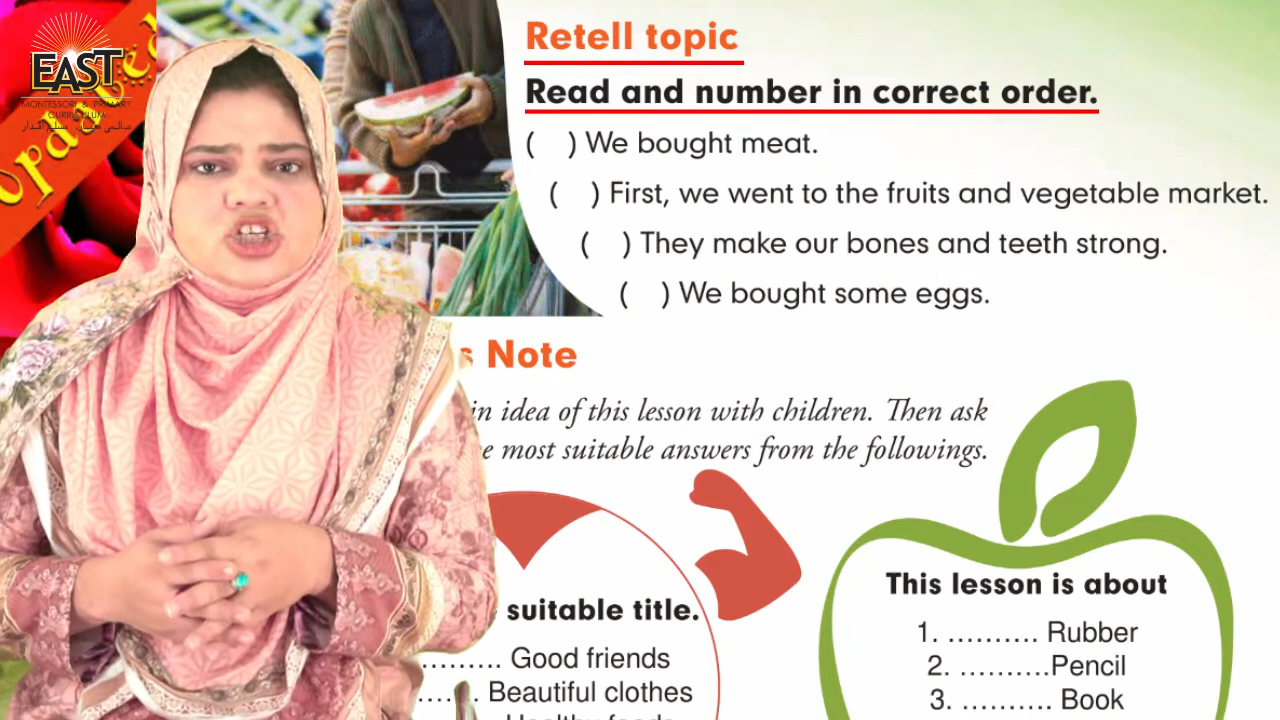 EAST
MONTESSORI & PRIMARY
CURRICULUM
Retell topic
Read and number in correct order.
( ) We bought meat.
( ) First, we went to the fruits and vegetable market.
( ) They make our bones and teeth strong.
( ) We bought some eggs.
Note
idea of this lesson with children. Then ask
most suitable answers from the followings.
suitable title.
.......... Good friends
....... Beautiful clothes
Healthy foods
This lesson is about
1. .......... Rubber
2. ..........Pencil
3. .......... Book